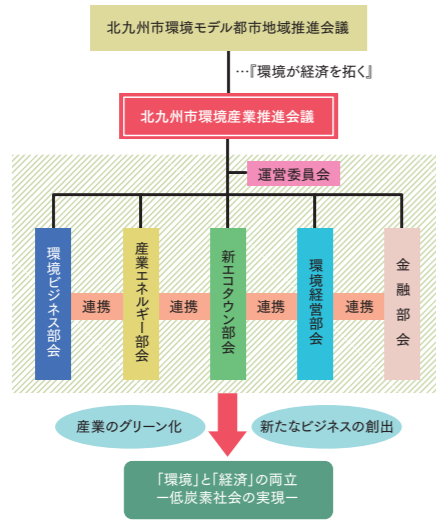 北九州市環境モデル都市地域推進会議
…『環境が経済を拓く』
北九州市環境産業推進会議
運営委員会
環境ビジネス部会
連携
産業エネルギー部会
連携
新エコタウン部会
連携
環境経営部会
連携
金融部会
産業のグリーン化
新たなビジネスの創出
「環境」と「経済」の両立
ー低炭素社会の実現ー